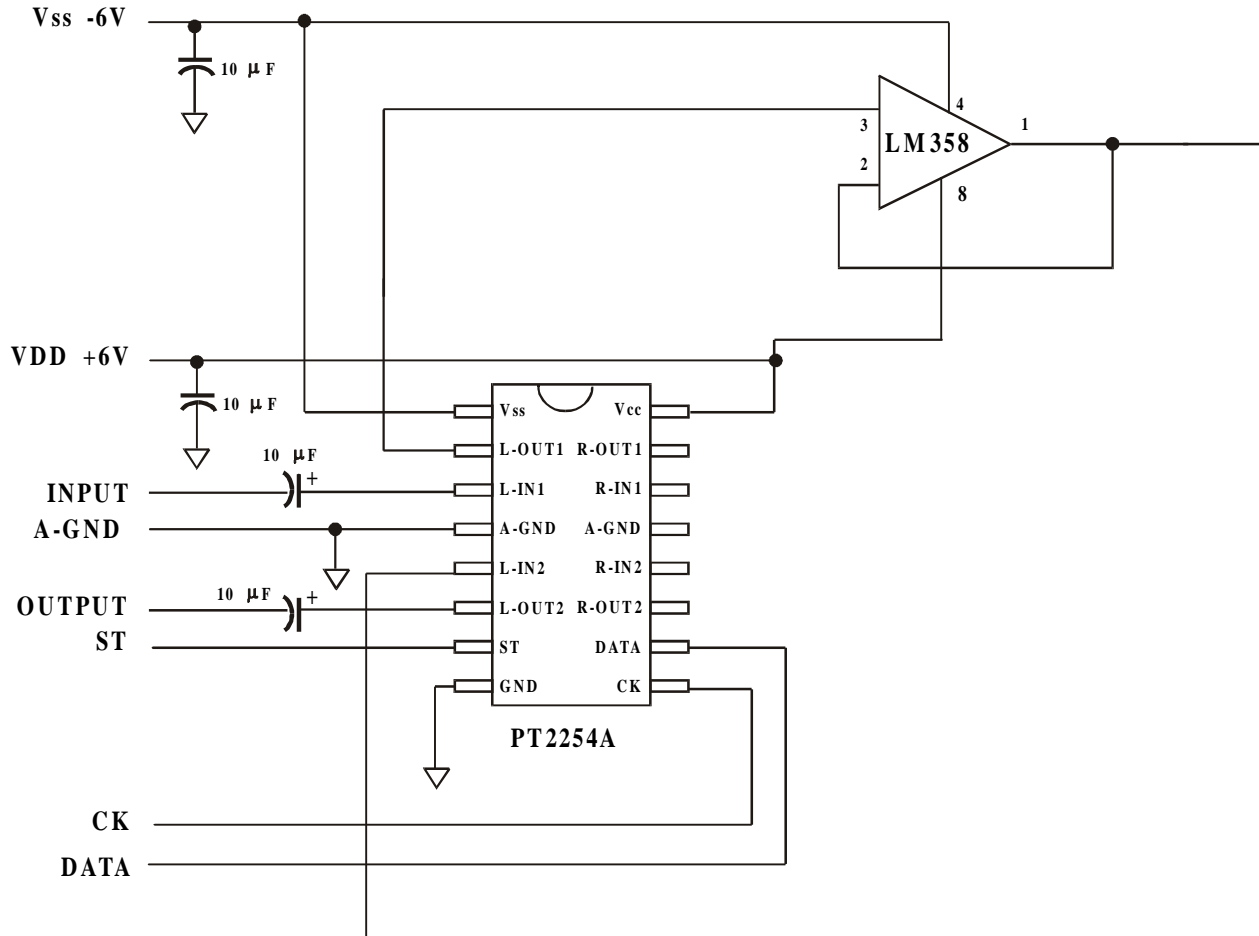 Vss -6V
10 μF
4
3
1
LM358
2
8
VDD +6V
10 μF
Vss Vcc
10 μF
L-OUT1 R-OUT1
INPUT
L-IN1 R-IN1
+
A-GND
A-GND A-GND
L-IN2 R-IN2
10 μF
+
OUTPUT
L-OUT2 R-OUT2
ST
ST DATA
GND CK
PT2254A
CK
DATA